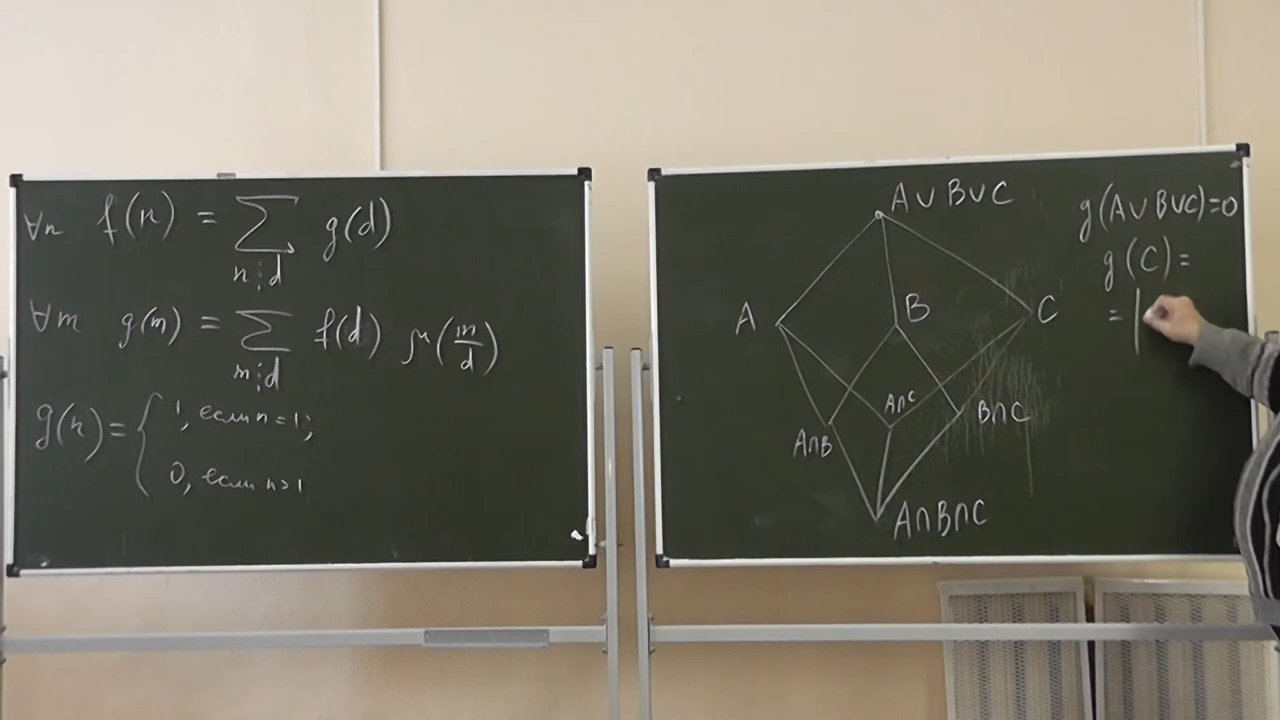 ∀n f(n) = ∑ g(d)
n⋮d
∀m g(m) = ∑ f(d) μ(m/d)
m⋮d
g(n) = { 1, если n = 1;
0, если n > 1
A ∪ B ∪ C
A
B
C
A∩B
A∩C
B∩C
A∩B∩C
g(A∪B∪C)=0
g(C) =
= |